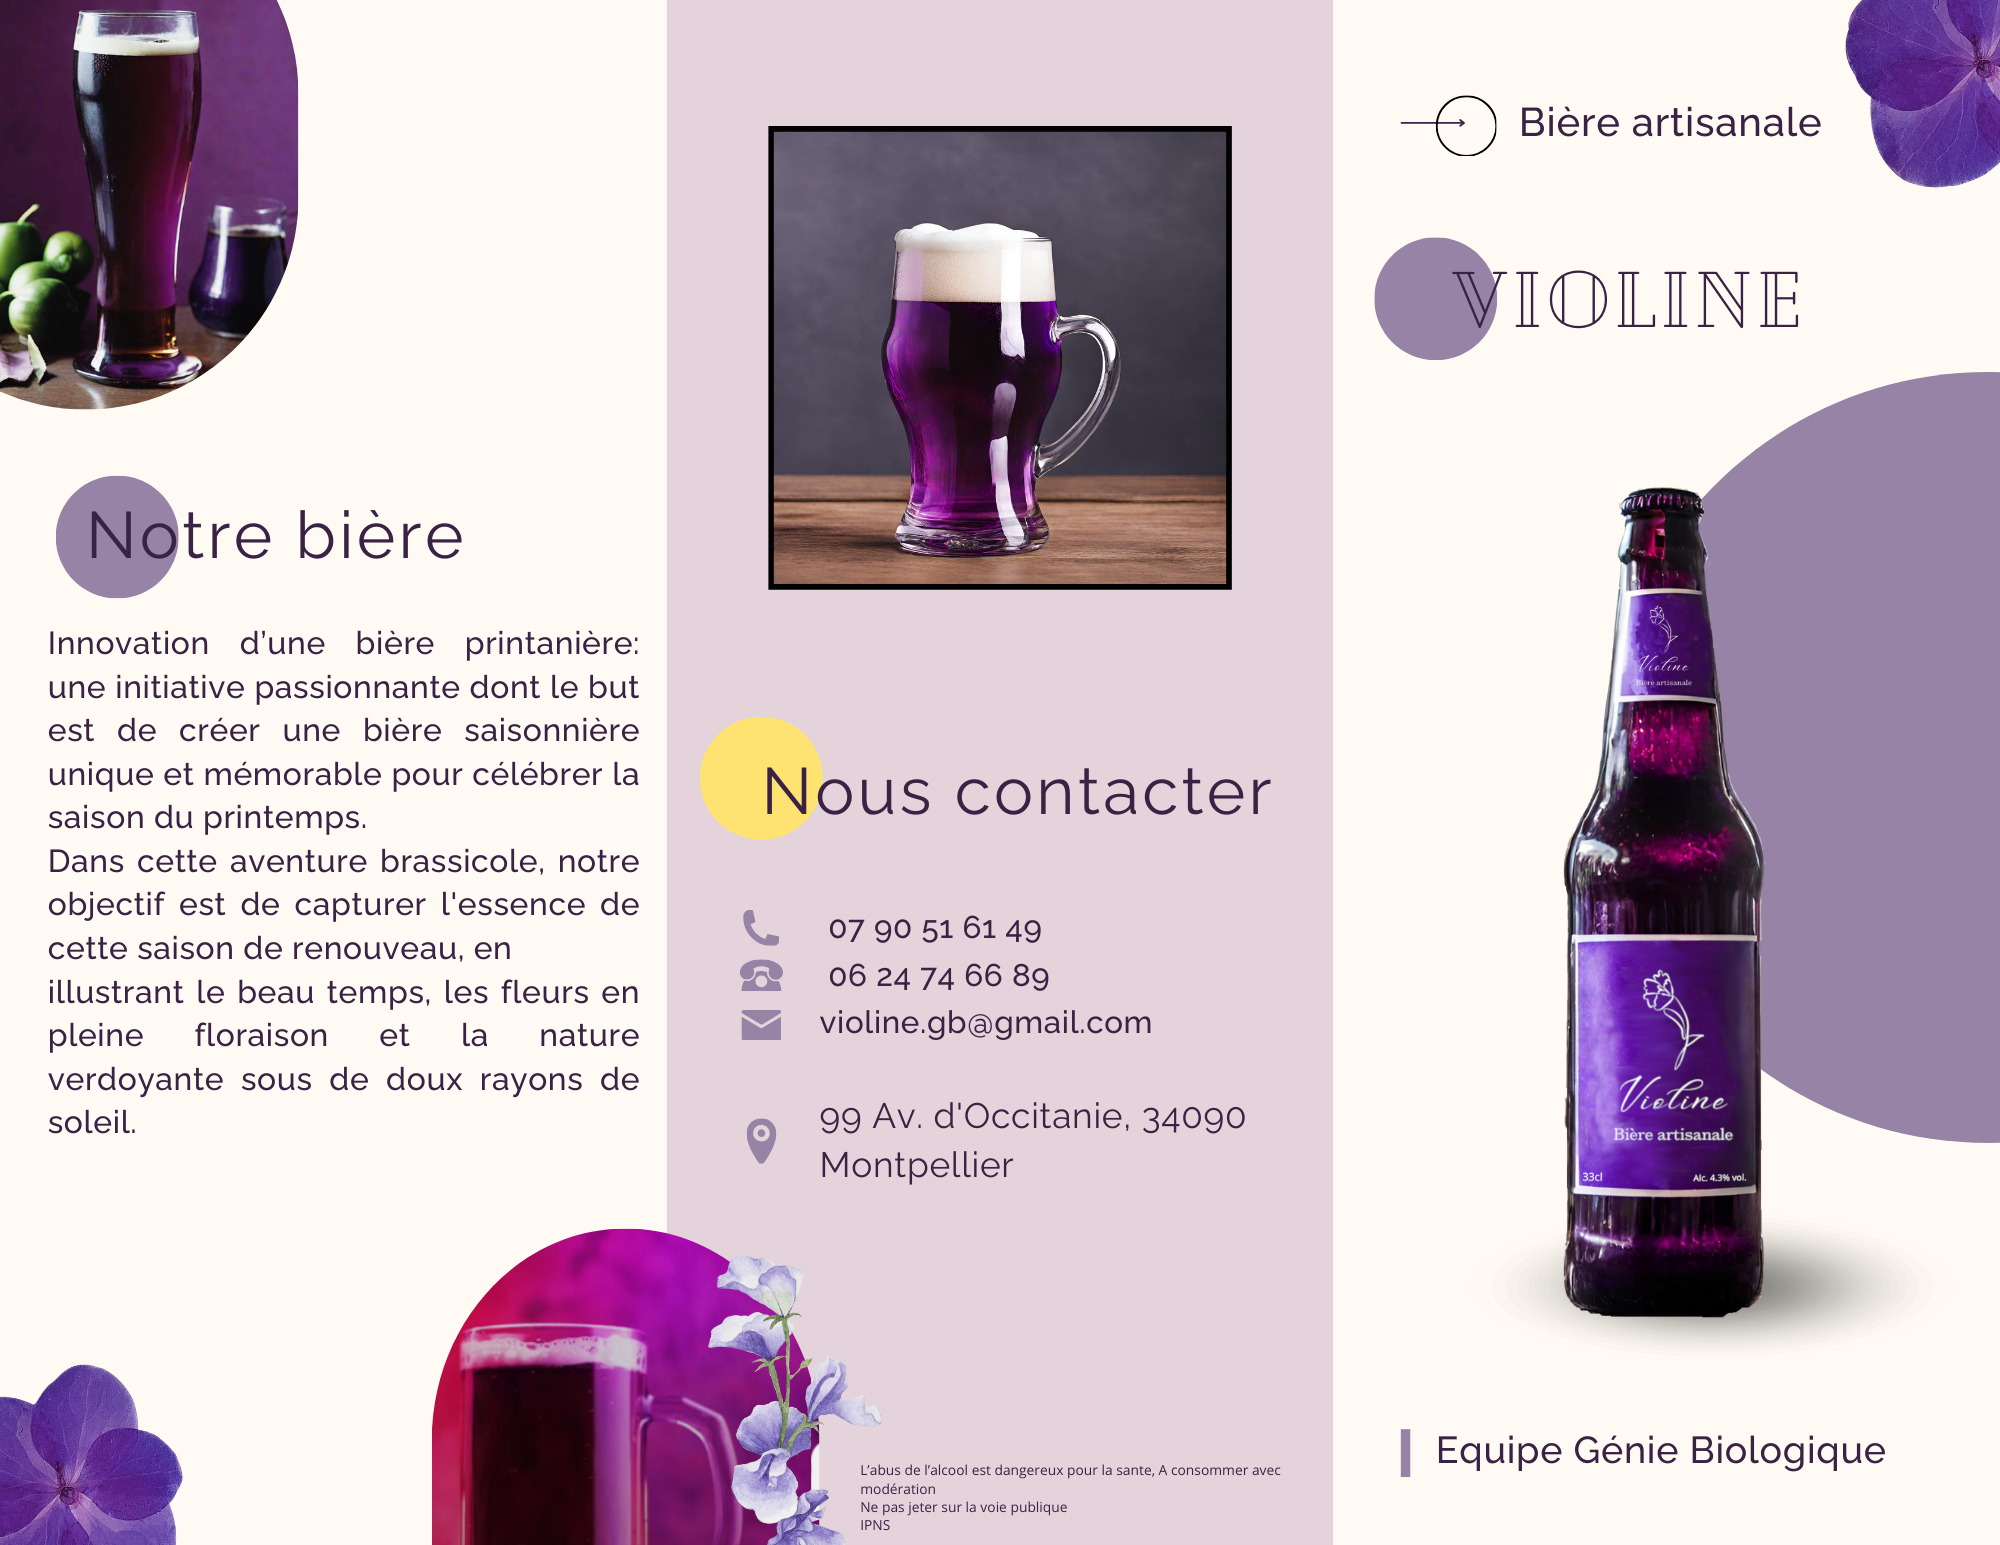 Notre bière
Innovation d’une bière printanière:
une initiative passionnante dont le but
est de créer une bière saisonnière
unique et mémorable pour célébrer la
saison du printemps.
Dans cette aventure brassicole, notre
objectif est de capturer l'essence de
cette saison de renouveau, en
illustrant le beau temps, les fleurs en
pleine floraison et la nature
verdoyante sous de doux rayons de
soleil.
Nous contacter
07 90 51 61 49
06 24 74 66 89
violine.gb@gmail.com
99 Av. d'Occitanie, 34090
Montpellier
L’abus de l’alcool est dangereux pour la sante, A consommer avec
modération
Ne pas jeter sur la voie publique
IPNS
Bière artisanale
VIOLINE
Violine
Bière artisanale
Violine
Bière artisanale
33cl
Alc. 4.3% vol.
Equipe Génie Biologique